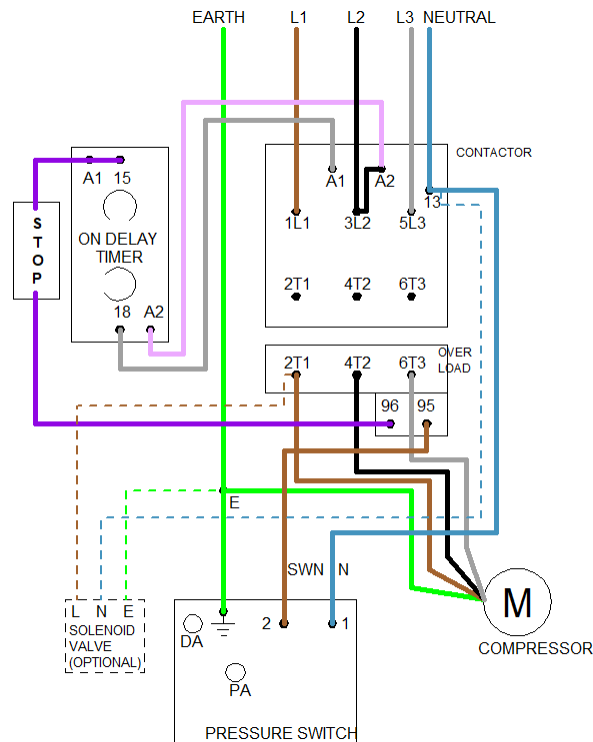 EARTH L1 L2 L3 NEUTRAL
CONTACTOR
A1 15
A1 A2
13
1L1 3L2 5L3
S
T
O
P
ON DELAY
TIMER
2T1 4T2 6T3
18 A2
OVER
LOAD
2T1 4T2 6T3
96 95
E
SWN N
L N E
SOLENOID
VALVE
(OPTIONAL)
M
COMPRESSOR
2 1
DA
PA
PRESSURE SWITCH